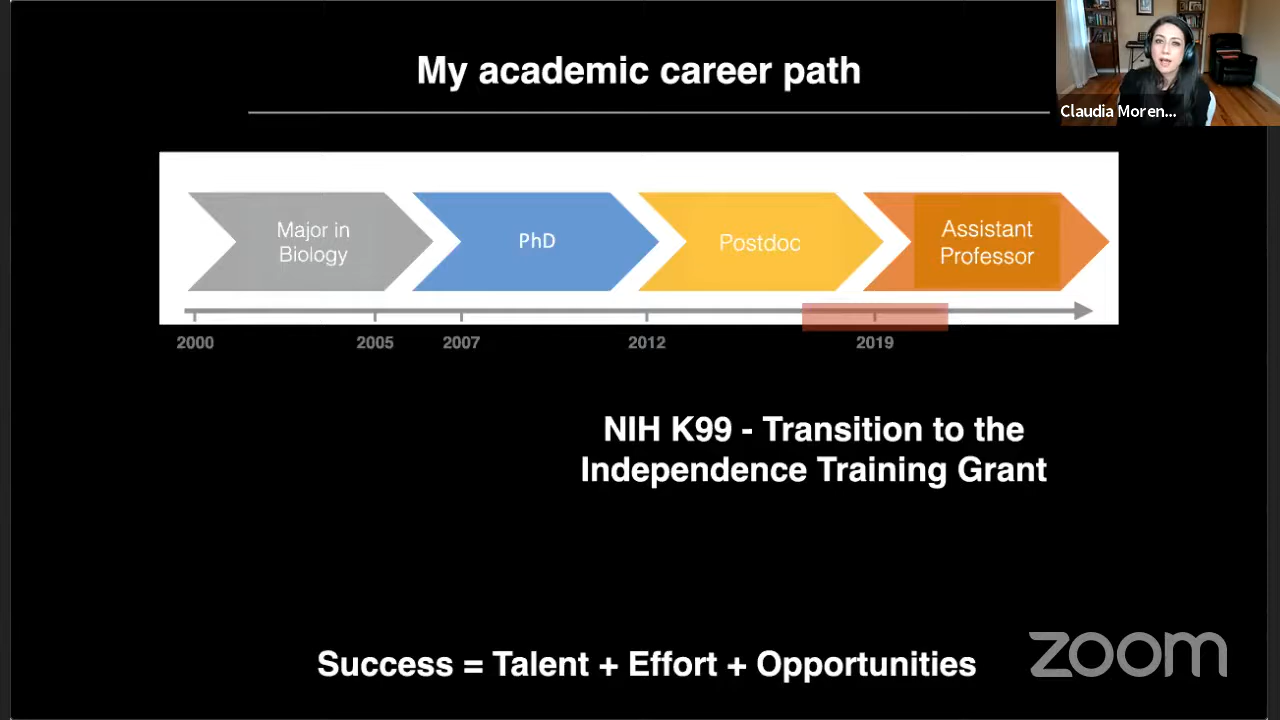 My academic career path
Claudia Moren...
Major in
Biology
PhD
Postdoc
Assistant
Professor
2000
2005
2007
2012
2019
NIH K99 - Transition to the
Independence Training Grant
Success = Talent + Effort + Opportunities
zoom